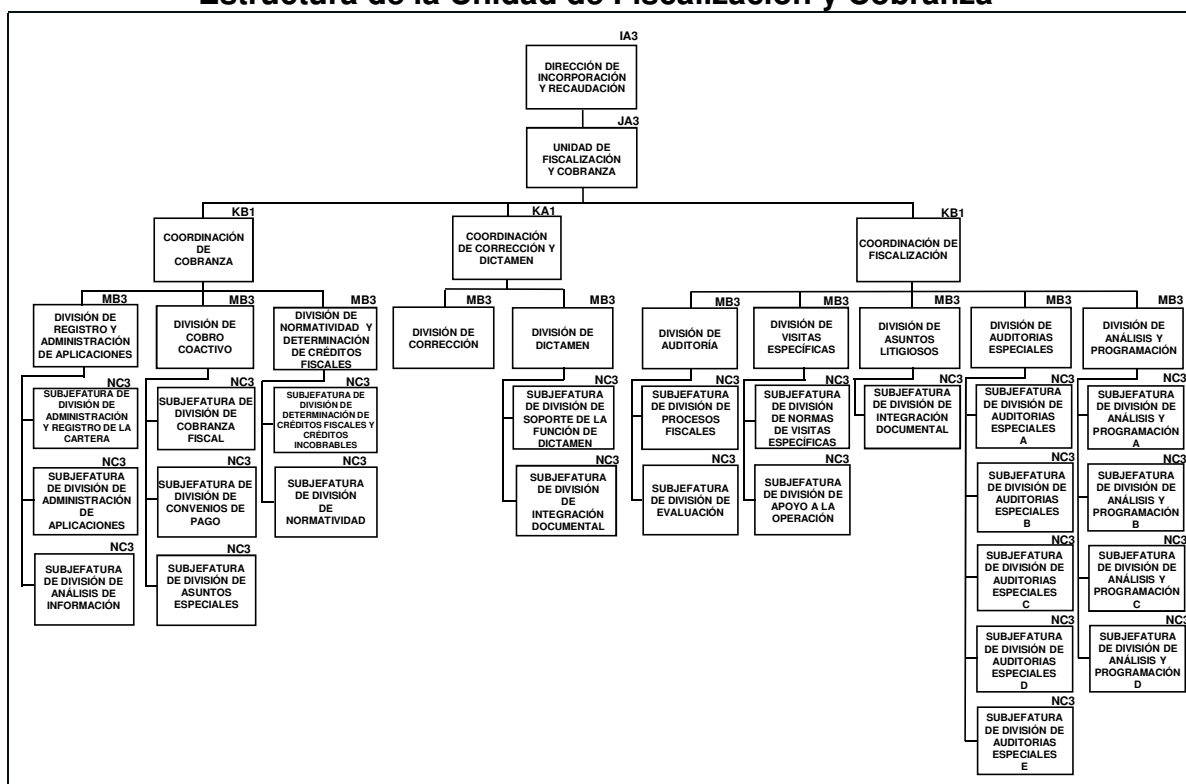 Estructura de la Unidad de Fiscalización y Cobranza
IA3
DIRECCIÓN DE
INCORPORACIÓN
Y RECAUDACIÓN
JA3
UNIDAD DE
FISCALIZACIÓN
Y COBRANZA
KB1
COORDINACIÓN
DE
COBRANZA
KA1
COORDINACIÓN
DE CORRECCIÓN Y
DICTAMEN
KB1
COORDINACIÓN DE
FISCALIZACIÓN
MB3
DIVISIÓN DE
REGISTRO Y
ADMINISTRACIÓN
DE APLICACIONES
MB3
DIVISIÓN DE
COBRO
COACTIVO
MB3
DIVISIÓN DE
NORMATIVIDAD Y
DETERMINACIÓN
DE CRÉDITOS
FISCALES
MB3
DIVISIÓN DE
CORRECCIÓN
MB3
DIVISIÓN DE
DICTAMEN
MB3
DIVISIÓN DE
AUDITORÍA
MB3
DIVISIÓN DE
VISITAS
ESPECÍFICAS
MB3
DIVISIÓN DE
ASUNTOS
LITIGIOSOS
MB3
DIVISIÓN DE
AUDITORIAS
ESPECIALES
MB3
DIVISIÓN DE
ANÁLISIS Y
PROGRAMACIÓN
NC3
SUBJEFATURA DE
DIVISIÓN DE
ADMINISTRACIÓN
Y REGISTRO DE LA
CARTERA
NC3
SUBJEFATURA DE
DIVISIÓN DE
COBRANZA
FISCAL
NC3
SUBJEFATURA DE
DIVISIÓN DE
DETERMINACIÓN DE
CRÉDITOS FISCALES Y
CRÉDITOS
INCOBRABLES
NC3
SUBJEFATURA
DE DIVISIÓN DE
SOPORTE DE LA
FUNCIÓN DE
DICTAMEN
NC3
SUBJEFATURA
DE DIVISIÓN DE
PROCESOS
FISCALES
NC3
SUBJEFATURA
DE DIVISIÓN
DE NORMAS
DE VISITAS
ESPECÍFICAS
NC3
SUBJEFATURA
DE DIVISIÓN DE
INTEGRACIÓN
DOCUMENTAL
NC3
SUBJEFATURA
DE DIVISIÓN DE
AUDITORIAS
ESPECIALES
A
NC3
SUBJEFATURA
DE DIVISIÓN DE
ANÁLISIS Y
PROGRAMACIÓN
A
NC3
SUBJEFATURA
DE DIVISIÓN DE
ADMINISTRACIÓN
DE
APLICACIONES
NC3
SUBJEFATURA DE
DIVISIÓN DE
CONVENIOS DE
PAGO
NC3
SUBJEFATURA
DE DIVISIÓN
DE
NORMATIVIDAD
NC3
SUBJEFATURA
DE DIVISIÓN
DE
INTEGRACIÓN
DOCUMENTAL
NC3
SUBJEFATURA
DE DIVISIÓN DE
EVALUACIÓN
NC3
SUBJEFATURA
DE DIVISIÓN DE
APOYO A LA
OPERACIÓN
NC3
SUBJEFATURA
DE DIVISIÓN DE
AUDITORIAS
ESPECIALES
B
NC3
SUBJEFATURA
DE DIVISIÓN DE
ANÁLISIS Y
PROGRAMACIÓN
B
NC3
SUBJEFATURA
DE DIVISIÓN DE
ANÁLISIS DE
INFORMACIÓN
NC3
SUBJEFATURA
DE DIVISIÓN DE
ASUNTOS
ESPECIALES
NC3
SUBJEFATURA
DE DIVISIÓN DE
AUDITORIAS
ESPECIALES
C
NC3
SUBJEFATURA
DE DIVISIÓN DE
ANÁLISIS Y
PROGRAMACIÓN
C
NC3
SUBJEFATURA
DE DIVISIÓN DE
AUDITORIAS
ESPECIALES
D
NC3
SUBJEFATURA
DE DIVISIÓN DE
ANÁLISIS Y
PROGRAMACIÓN
D
NC3
SUBJEFATURA
DE DIVISIÓN DE
AUDITORIAS
ESPECIALES
E